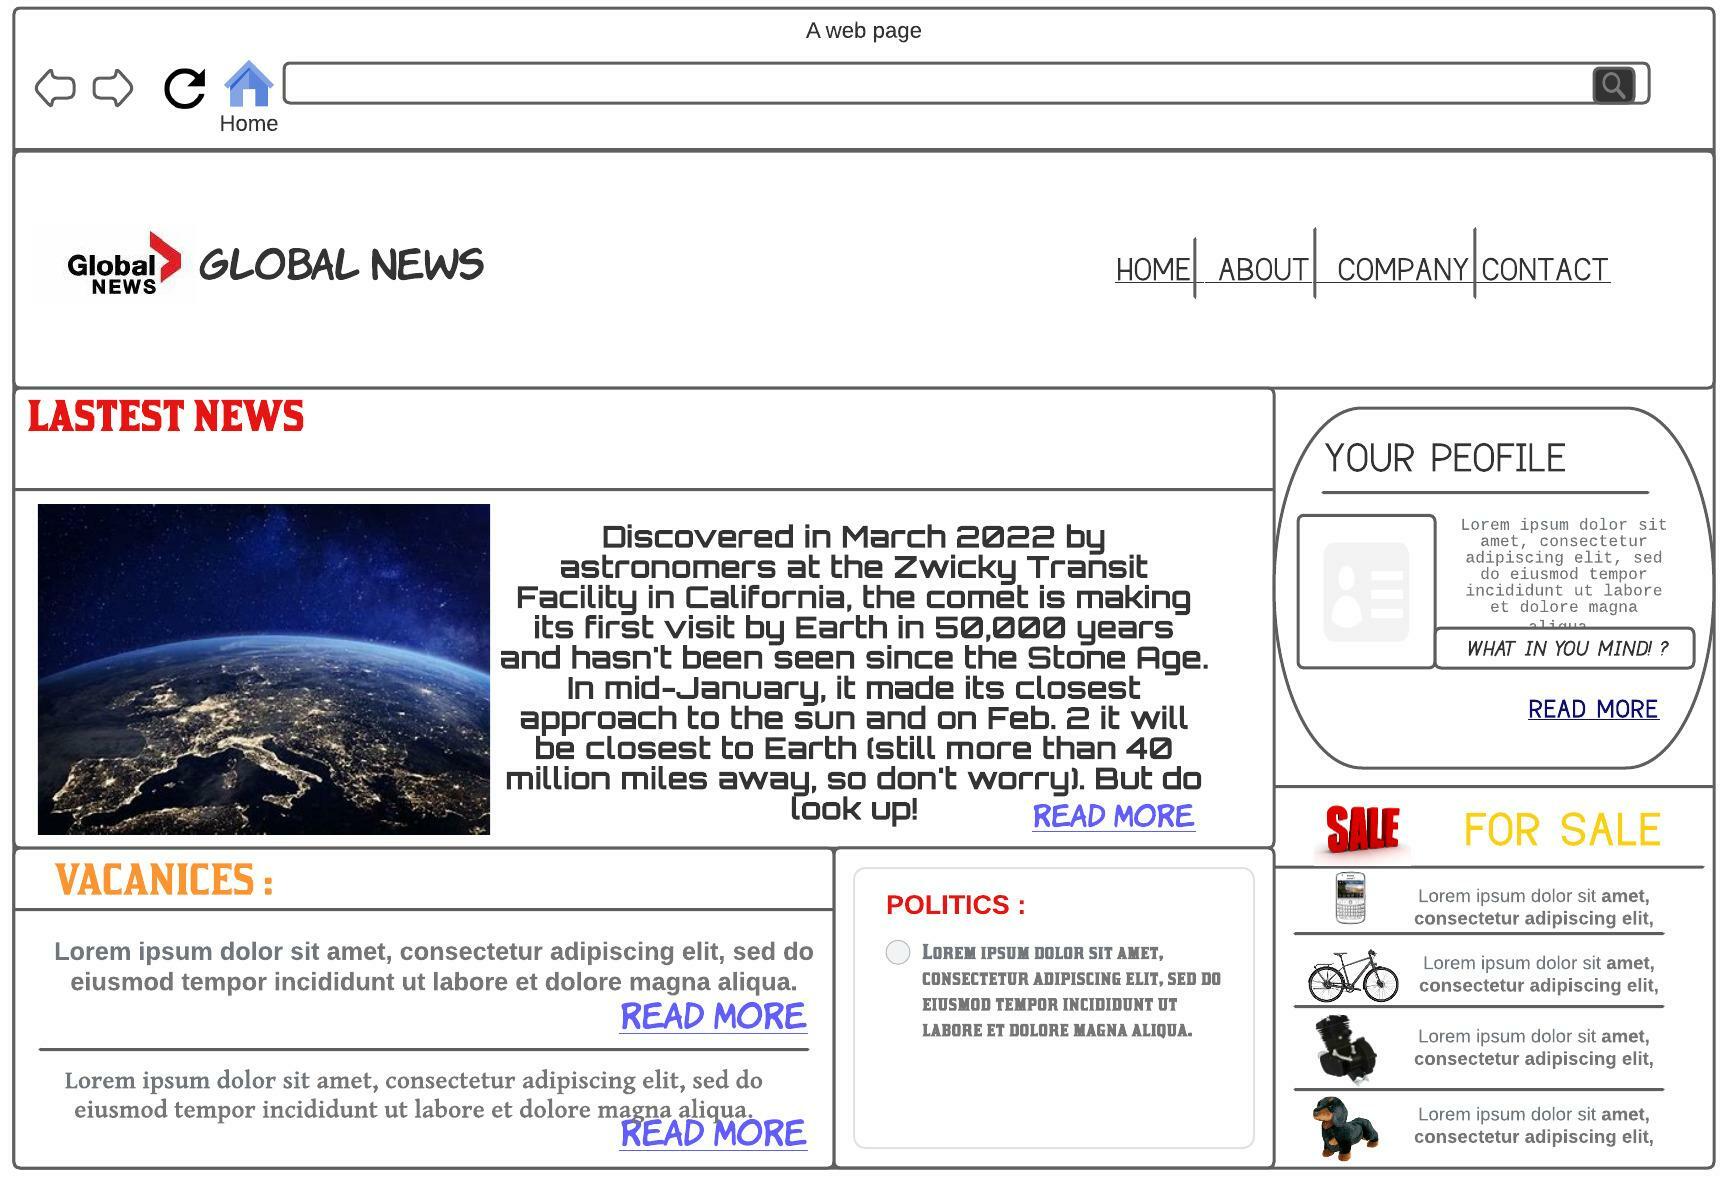 A web page
Home
Global
NEWS
GLOBAL NEWS
HOME ABOUT COMPANY CONTACT
LASTEST NEWS
Discovered in March 2022 by
astronomers at the Zwicky Transit
Facility in California, the comet is making
its first visit by Earth in 50,000 years
and hasn't been seen since the Stone Age.
In mid-January, it made its closest
approach to the sun and on Feb. 2 it will
be closest to Earth (still more than 40
million miles away, so don't worry). But do
look up!
READ MORE
YOUR PEOFILE
Lorem ipsum dolor sit
amet, consectetur
adipiscing elit, sed
do eiusmod tempor
incididunt ut labore
et dolore magna
aliqua.
WHAT IN YOU MIND! ?
READ MORE
SALE
FOR SALE
Lorem ipsum dolor sit amet,
consectetur adipiscing elit,
Lorem ipsum dolor sit amet,
consectetur adipiscing elit,
Lorem ipsum dolor sit amet,
consectetur adipiscing elit,
Lorem ipsum dolor sit amet,
consectetur adipiscing elit,
VACANICES :
Lorem ipsum dolor sit amet, consectetur adipiscing elit, sed do
eiusmod tempor incididunt ut labore et dolore magna aliqua.
READ MORE
Lorem ipsum dolor sit amet, consectetur adipiscing elit, sed do
eiusmod tempor incididunt ut labore et dolore magna aliqua.
READ MORE
POLITICS :
LOREM IPSUM DOLOR SIT AMET,
CONSECTETUR ADIPISCING ELIT, SED DO
EIUSMOD TEMPOR INCIDIDUNT UT
LABORE ET DOLORE MAGNA ALIQUA.